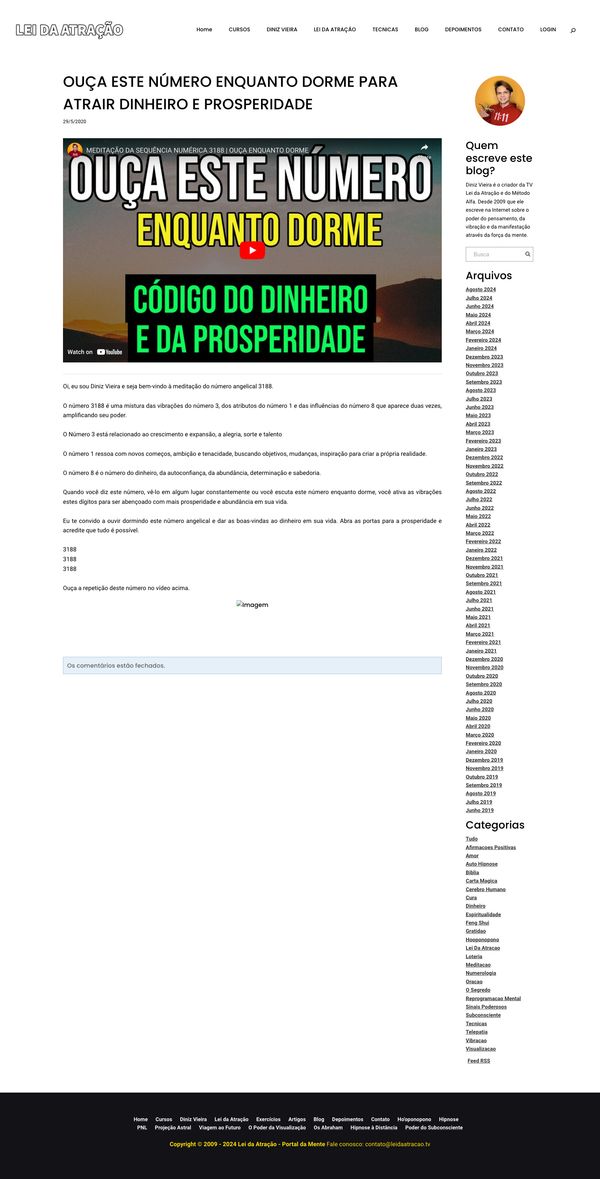 LEI DA ATRAÇÃO
Home CURSOS DINIZ VIEIRA LEI DA ATRAÇÃO TECNICAS BLOG DEPOIMENTOS CONTATO LOGIN
OUÇA ESTE NÚMERO ENQUANTO DORME PARA
ATRAIR DINHEIRO E PROSPERIDADE
29/5/2020
MEDITAÇÃO DA SEQUÊNCIA NUMÉRICA 3188 | OUÇA ENQUANTO DORME
OUÇA ESTE NÚMERO
ENQUANTO DORME
CÓDIGO DO DINHEIRO
E DA PROSPERIDADE
Watch on YouTube
Oi, eu sou Diniz Vieira e seja bem-vindo à meditação do número angelical 3188.
O número 3188 é uma mistura das vibrações do número 3, dos atributos do número 1 e das influências do número 8 que aparece duas vezes,
amplificando seu poder.
O Número 3 está relacionado ao crescimento e expansão, a alegria, sorte e talento
O número 1 ressoa com novos começos, ambição e tenacidade, buscando objetivos, mudanças, inspiração para criar a própria realidade.
O número 8 é o número do dinheiro, da autoconfiança, da abundância, determinação e sabedoria.
Quando você diz este número, vê-lo em algum lugar constantemente ou você escuta este número enquanto dorme, você ativa as vibrações
estes dígitos para ser abençoado com mais prosperidade e abundância em sua vida.
Eu te convido a ouvir dormindo este número angelical e dar as boas-vindas ao dinheiro em sua vida. Abra as portas para a prosperidade e
acredite que tudo é possível.
3188
3188
3188
Ouça a repetição deste número no vídeo acima.
Imagem
Os comentários estão fechados.
11:11
Quem
escreve este
blog?
Diniz Vieira é o criador da TV
Lei da Atração e do Método
Alfa. Desde 2009 que ele
escreve na Internet sobre o
poder do pensamento, da
vibração e da manifestação
através da força da mente.
Busca
Arquivos
Agosto 2024
Julho 2024
Junho 2024
Maio 2024
Abril 2024
Março 2024
Fevereiro 2024
Janeiro 2024
Dezembro 2023
Novembro 2023
Outubro 2023
Setembro 2023
Agosto 2023
Julho 2023
Junho 2023
Maio 2023
Abril 2023
Março 2023
Fevereiro 2023
Janeiro 2023
Dezembro 2022
Novembro 2022
Outubro 2022
Setembro 2022
Agosto 2022
Julho 2022
Junho 2022
Maio 2022
Abril 2022
Março 2022
Fevereiro 2022
Janeiro 2022
Dezembro 2021
Novembro 2021
Outubro 2021
Setembro 2021
Agosto 2021
Julho 2021
Junho 2021
Maio 2021
Abril 2021
Março 2021
Fevereiro 2021
Janeiro 2021
Dezembro 2020
Novembro 2020
Outubro 2020
Setembro 2020
Agosto 2020
Julho 2020
Junho 2020
Maio 2020
Abril 2020
Março 2020
Fevereiro 2020
Janeiro 2020
Dezembro 2019
Novembro 2019
Outubro 2019
Setembro 2019
Agosto 2019
Julho 2019
Junho 2019
Categorias
Tudo
Afirmacoes Positivas
Amor
Auto Hipnose
Biblia
Carta Magica
Cerebro Humano
Cura
Dinheiro
Espiritualidade
Feng Shui
Gratidao
Hooponopono
Lei Da Atracao
Loteria
Meditacao
Numerologia
Oracao
O Segredo
Reprogramacao Mental
Sinais Poderosos
Subconsciente
Tecnicas
Telepatia
Vibracao
Visualizacao
Feed RSS
Home Cursos Diniz Vieira Lei da Atração Exercícios Artigos Blog Depoimentos Contato Ho'oponopono Hipnose
PNL Projeção Astral Viagem ao Futuro O Poder da Visualização Os Abraham Hipnose à Distância Poder do Subconsciente
Copyright © 2009 - 2024 Lei da Atração - Portal da Mente Fale conosco: contato@leidaatracao.tv